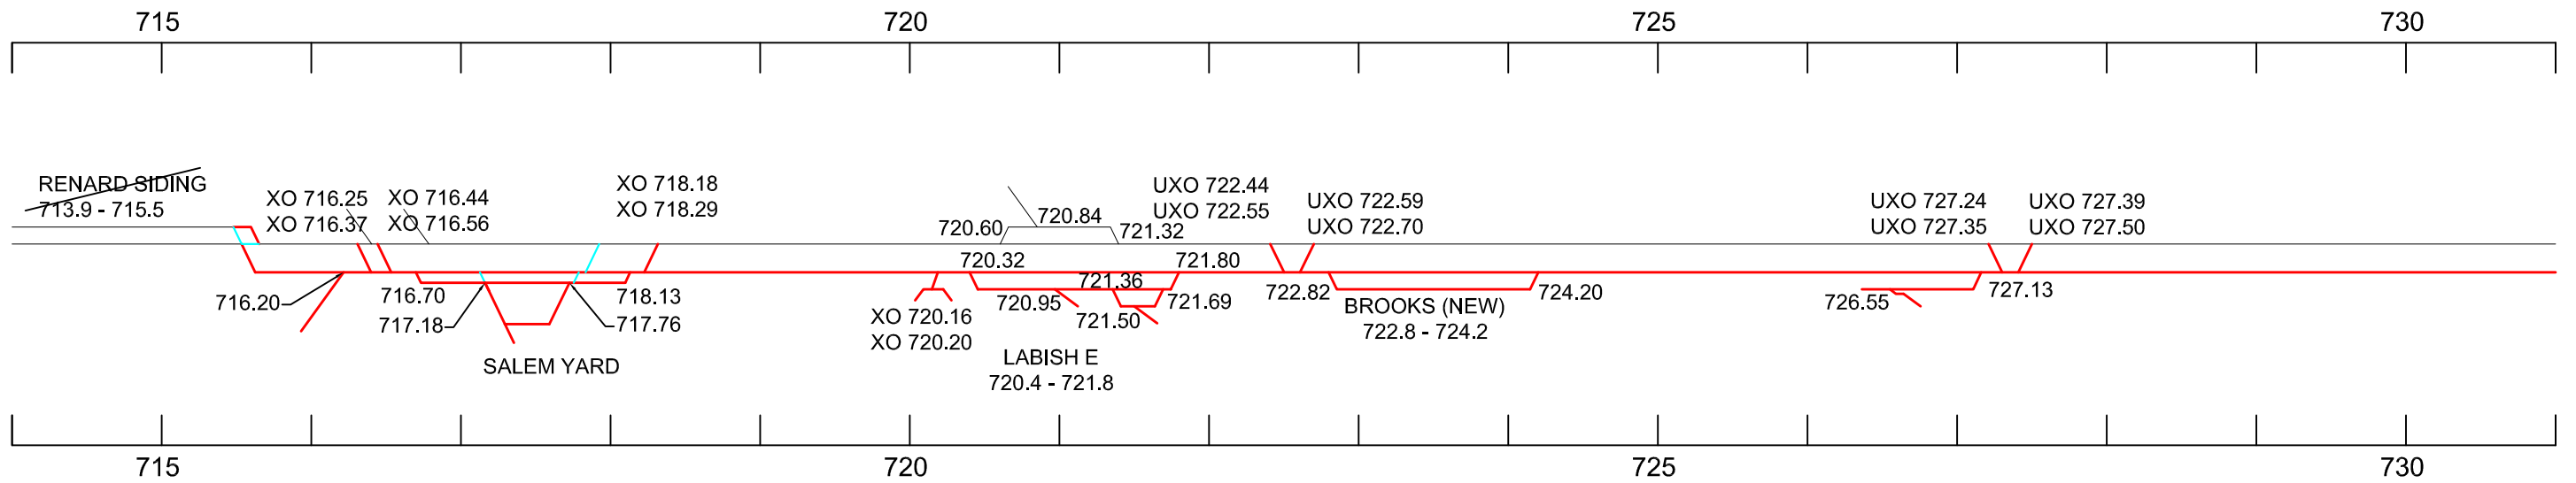 715 720 725 730
RENARD SIDING
713.9 - 715.5
XO 716.25
XO 716.37
XO 716.44
XO 716.56
XO 718.18
XO 718.29
720.60
720.84
721.32
UXO 722.44
UXO 722.55
UXO 722.59
UXO 722.70
UXO 727.24
UXO 727.35
UXO 727.39
UXO 727.50
716.20
716.70
717.18
717.76
718.13
SALEM YARD
XO 720.16
XO 720.20
720.32
720.95
721.36
721.50
721.69
721.80
LABISH E
720.4 - 721.8
722.82
BROOKS (NEW)
722.8 - 724.2
724.20
726.55
727.13
715 720 725 730